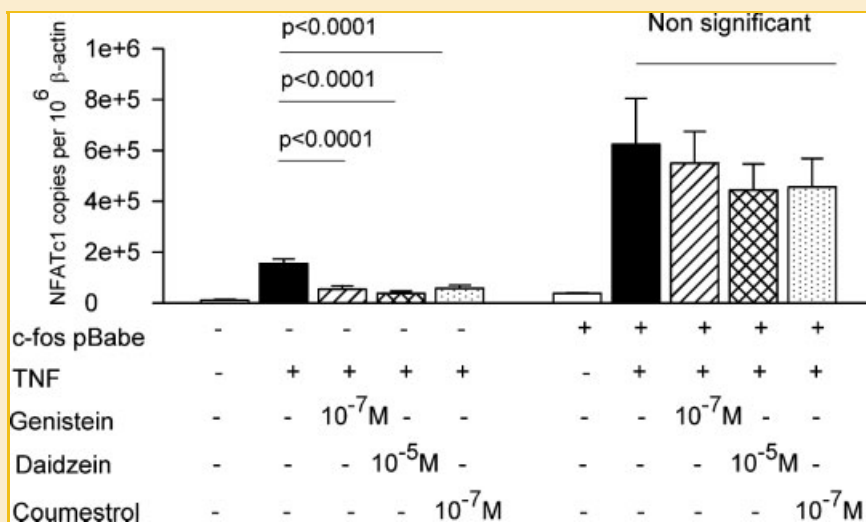 NFATc1 copies per 10^6 β-actin
1e+6
8e+5
6e+5
4e+5
2e+5
0
p<0.0001
p<0.0001
p<0.0001
Non significant
c-fos pBabe - - - - - + + + + +
TNF - + + + + - + + + +
Genistein - - 10^-7M - - - - 10^-7M - -
Daidzein - - - 10^-5M - - - - 10^-5M -
Coumestrol - - - - 10^-7M - - - - 10^-7M